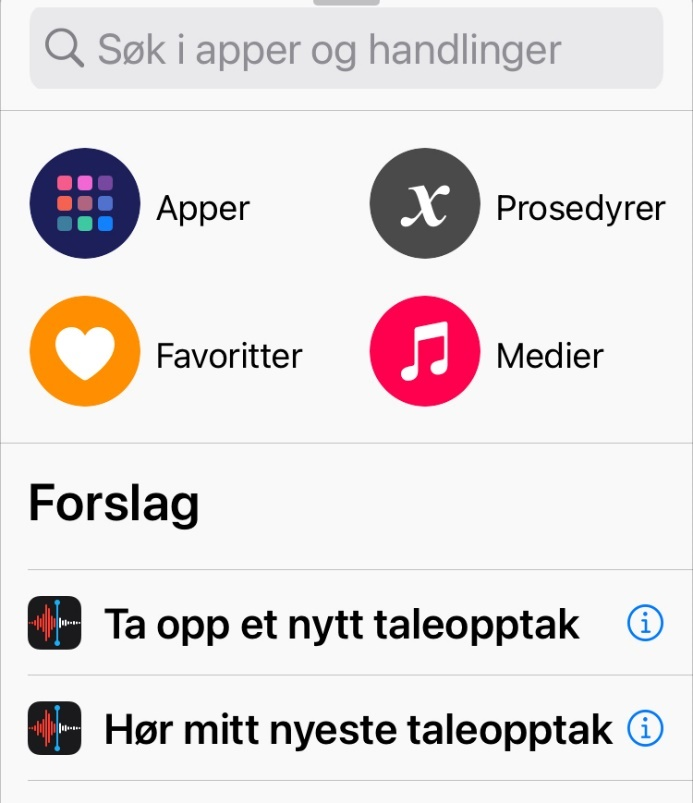 Søk i apper og handlinger
Apper
Prosedyrer
Favoritter
Medier
Forslag
Ta opp et nytt taleopptak
Hør mitt nyeste taleopptak